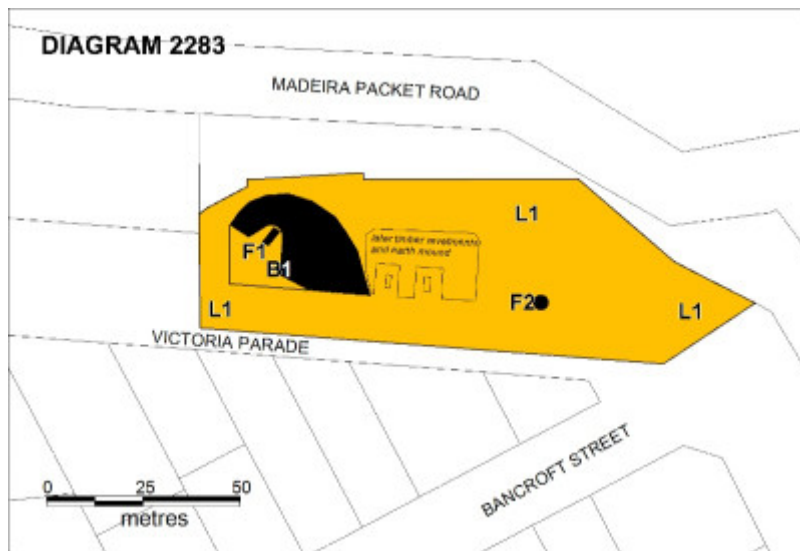 DIAGRAM 2283
MADEIRA PACKET ROAD
L1
later timber revetments
and earth mound
F1
B1
F2
L1
L1
VICTORIA PARADE
BANCROFT STREET
0 25 50
metres